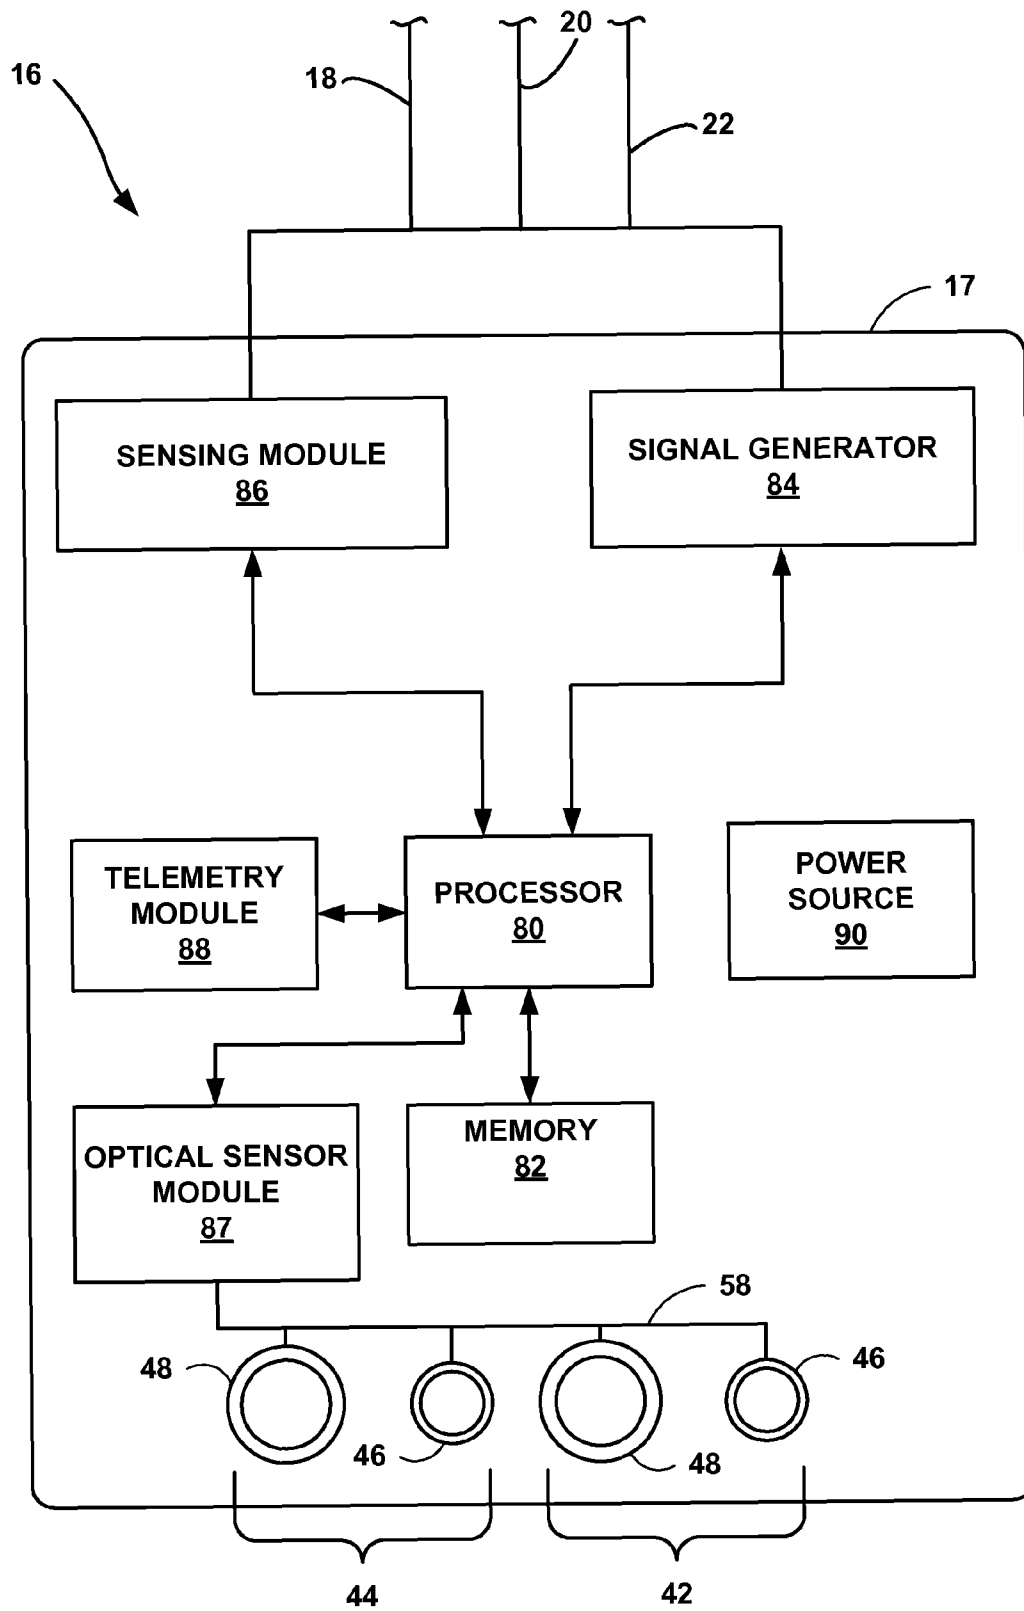 20
16
18
22
17
SENSING MODULE
86
SIGNAL GENERATOR
84
TELEMETRY
MODULE
88
PROCESSOR
80
POWER
SOURCE
90
OPTICAL SENSOR
MODULE
87
MEMORY
82
58
48
46
46
48
44
42